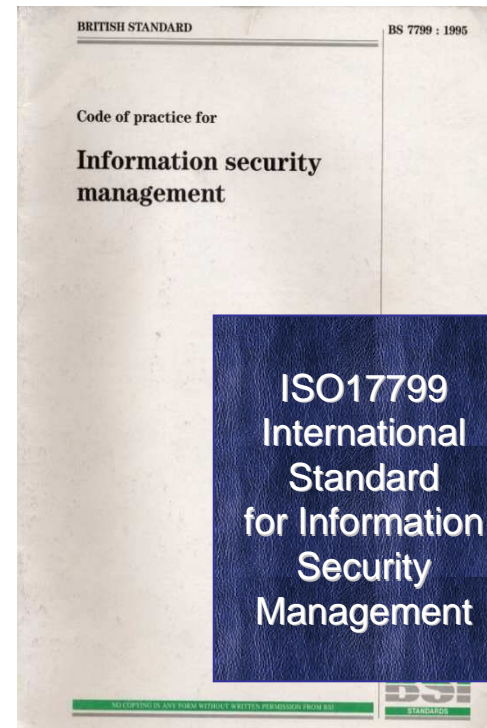 BRITISH STANDARD
BS 7799 : 1995
Code of practice for
Information security
management
ISO17799
International
Standard
for Information
Security
Management
BSI
STANDARDS
NO COPYING IN ANY FORM WITHOUT WRITTEN PERMISSION FROM BSI